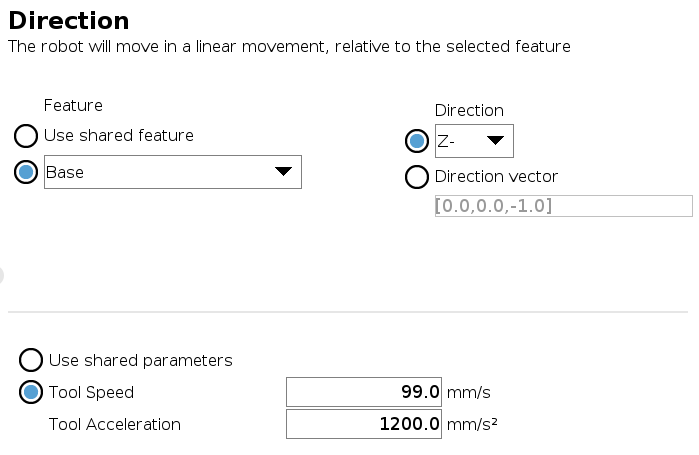 Direction
The robot will move in a linear movement, relative to the selected feature
Feature
Use shared feature
Base
Direction
Z-
Direction vector
[0.0,0.0,-1.0]
Use shared parameters
Tool Speed 99.0 mm/s
Tool Acceleration 1200.0 mm/s²